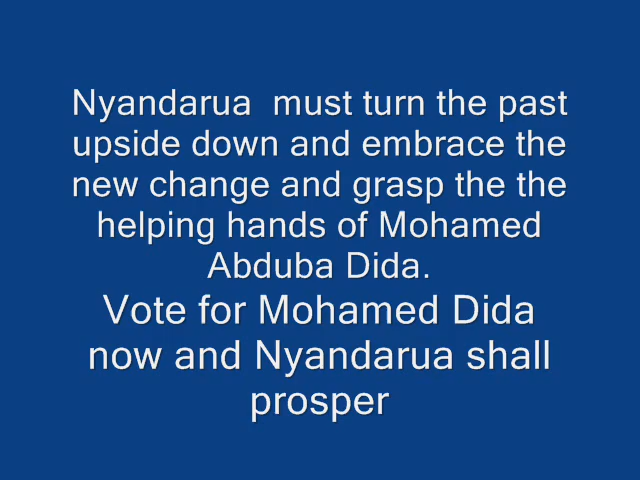 Nyandarua  must turn the past
upside down and embrace the
new change and grasp the the
helping hands of Mohamed
Abduba Dida.
Vote for Mohamed Dida
now and Nyandarua shall
prosper